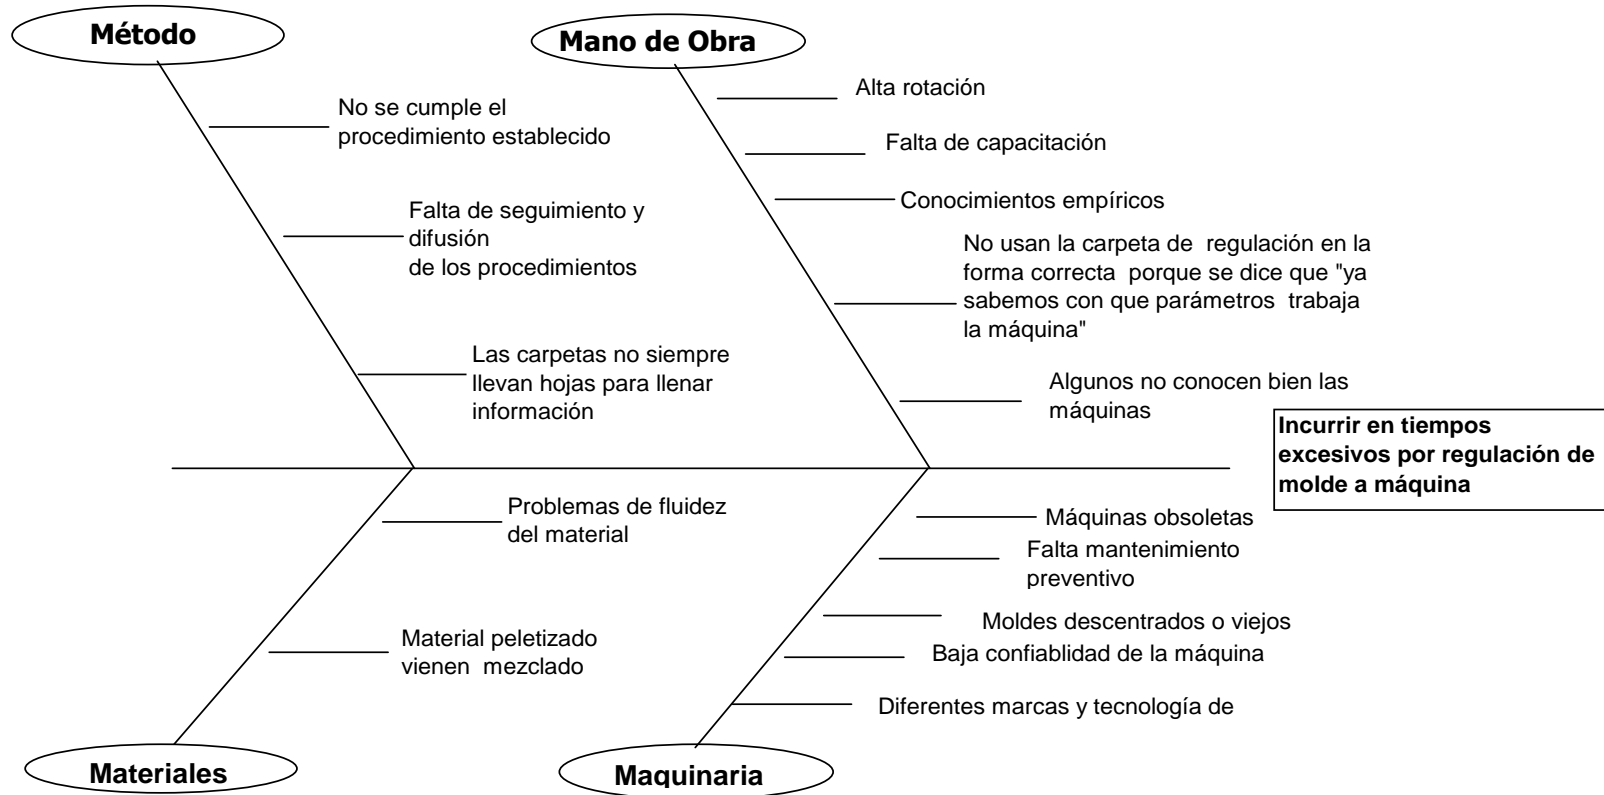 Método
Mano de Obra
No se cumple el
procedimiento establecido
Falta de seguimiento y
difusión
de los procedimientos
Las carpetas no siempre
llevan hojas para llenar
información
Alta rotación
Falta de capacitación
Conocimientos empíricos
No usan la carpeta de regulación en la
forma correcta porque se dice que "ya
sabemos con que parámetros trabaja
la máquina"
Algunos no conocen bien las
máquinas
Incurrir en tiempos
excesivos por regulación de
molde a máquina
Problemas de fluidez
del material
Material peletizado
vienen mezclado
Máquinas obsoletas
Falta mantenimiento
preventivo
Moldes descentrados o viejos
Baja confiablidad de la máquina
Diferentes marcas y tecnología de
Materiales
Maquinaria